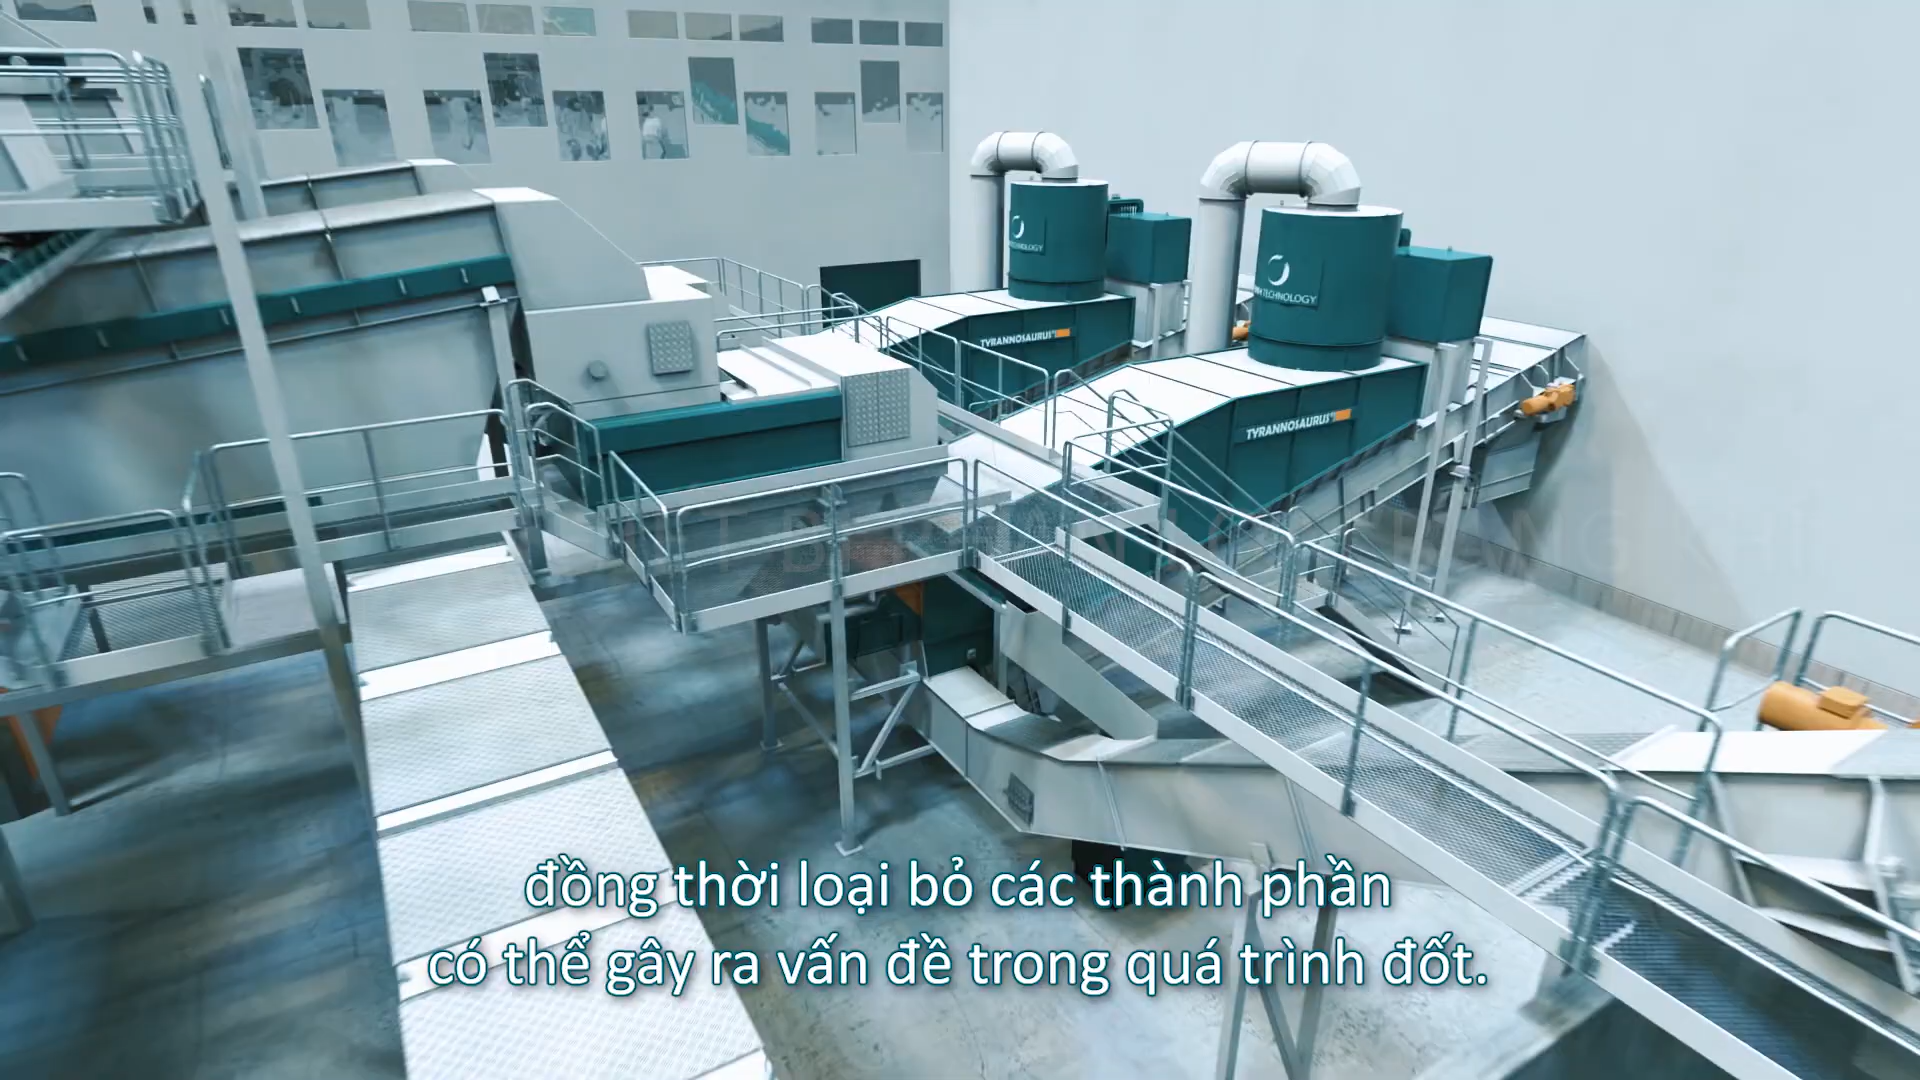 TECHNOLOGY
TECHNOLOGY
TYRANNOSAURUS
TYRANNOSAURUS
đồng thời loại bỏ các thành phần
có thể gây ra vấn đề trong quá trình đốt.